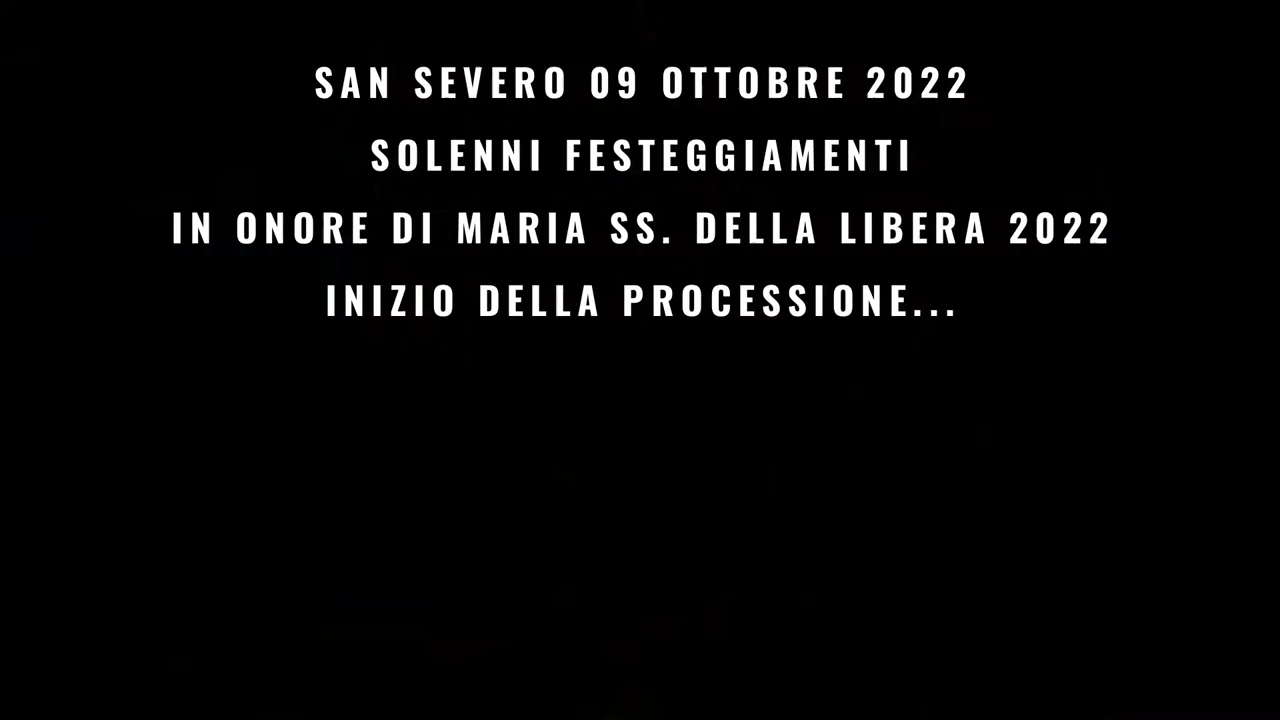 SAN SEVERO 09 OTTOBRE 2022
SOLENNI FESTEGGIAMENTI
IN ONORE DI MARIA SS. DELLA LIBERA 2022
INIZIO DELLA PROCESSIONE...